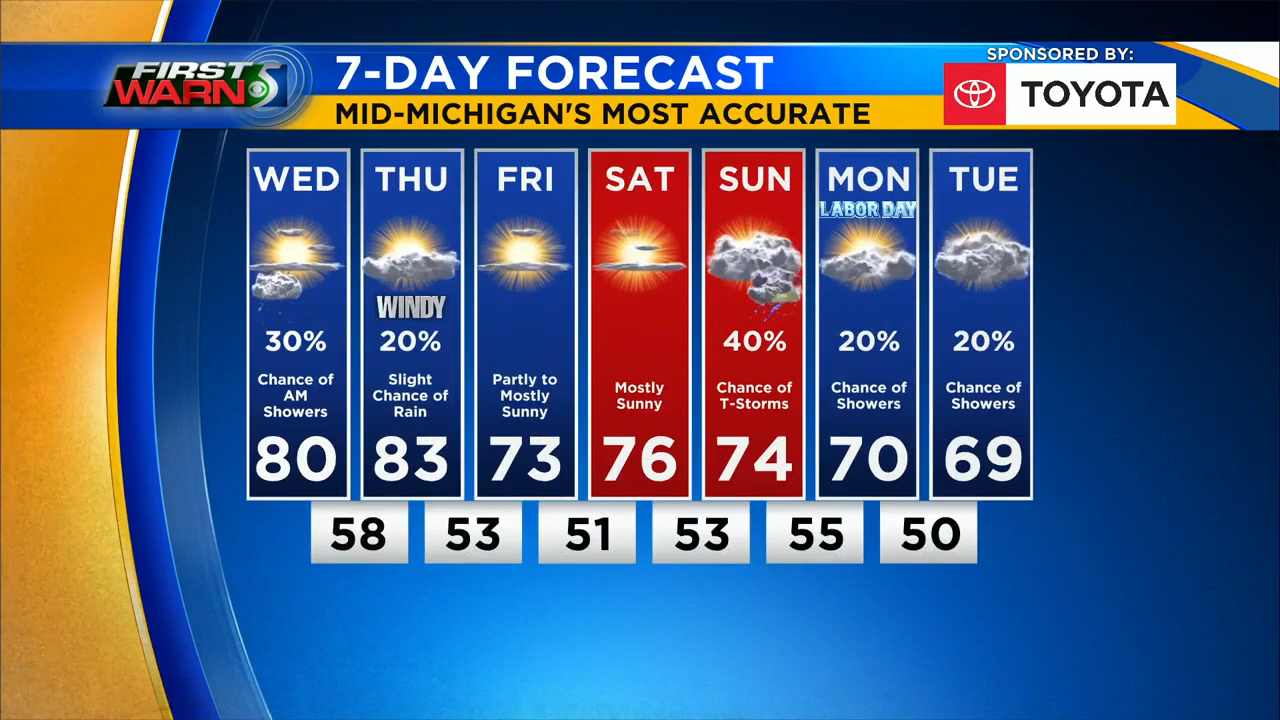 FIRST
WARN 5
7-DAY FORECAST
MID-MICHIGAN'S MOST ACCURATE
SPONSORED BY:
TOYOTA
WED
30%
Chance of
AM
Showers
80
THU
WINDY
20%
Slight
Chance of
Rain
83
FRI
Partly to
Mostly
Sunny
73
SAT
Mostly
Sunny
76
SUN
40%
Chance of
T-Storms
74
MON
LABOR DAY
20%
Chance of
Showers
70
TUE
20%
Chance of
Showers
69
58 53 51 53 55 50